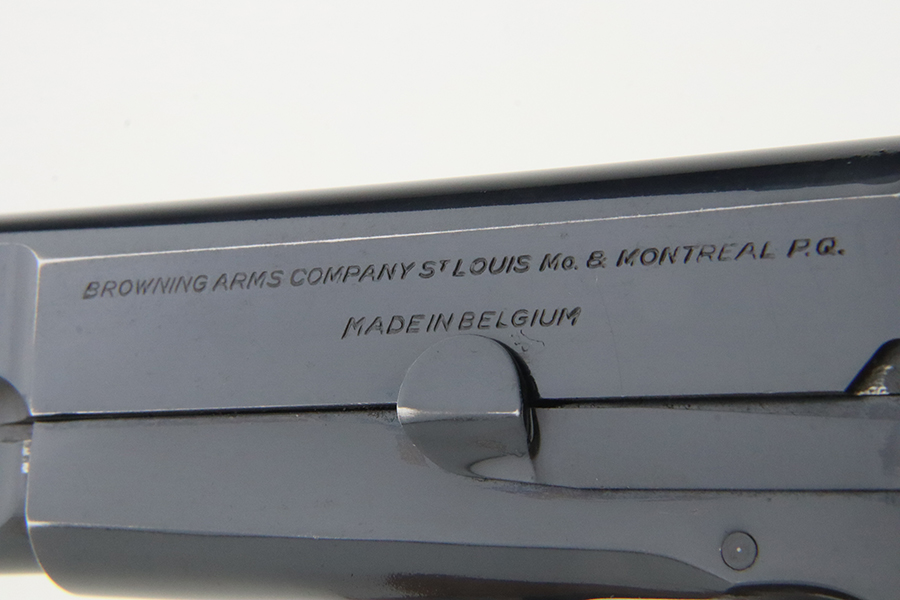 BROWNING ARMS COMPANY ST LOUIS Mo. & MONTREAL P.Q.
MADE IN BELGIUM